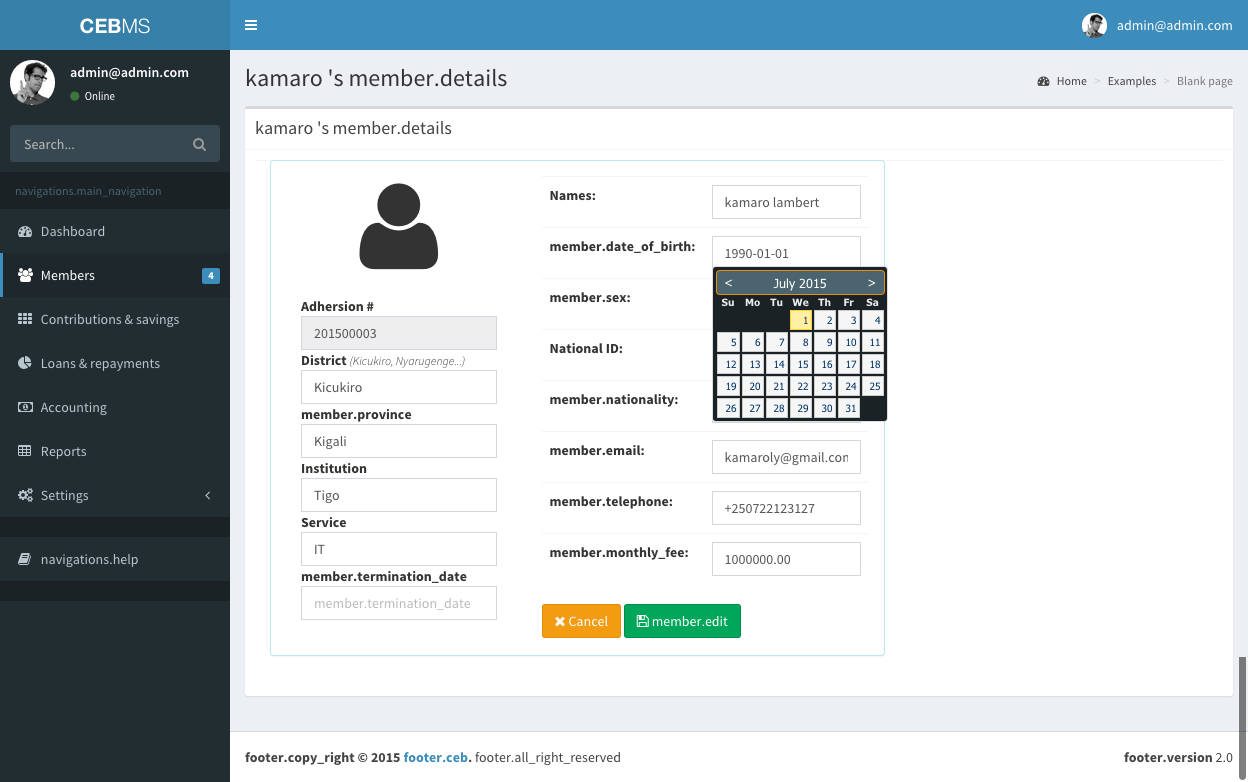 CEBMS
admin@admin.com
admin@admin.com
Online
Search...
navigations.main_navigation
Dashboard
Members 4
Contributions & savings
Loans & repayments
Accounting
Reports
Settings
navigations.help
kamaro 's member.details
Home > Examples > Blank page
kamaro 's member.details
Adhersion #
201500003
District (Kicukiro, Nyarugenge...)
Kicukiro
member.province
Kigali
Institution
Tigo
Service
IT
member.termination_date
member.termination_date
Names: kamaro lambert
member.date_of_birth: 1990-01-01
member.sex:
National ID:
member.nationality:
< July 2015 >
Su Mo Tu We Th Fr Sa
1 2 3 4
5 6 7 8 9 10 11
12 13 14 15 16 17 18
19 20 21 22 23 24 25
26 27 28 29 30 31
member.email: kamaroly@gmail.com
member.telephone: +250722123127
member.monthly_fee: 1000000.00
Cancel member.edit
footer.copy_right © 2015 footer.ceb. footer.all_right_reserved
footer.version 2.0